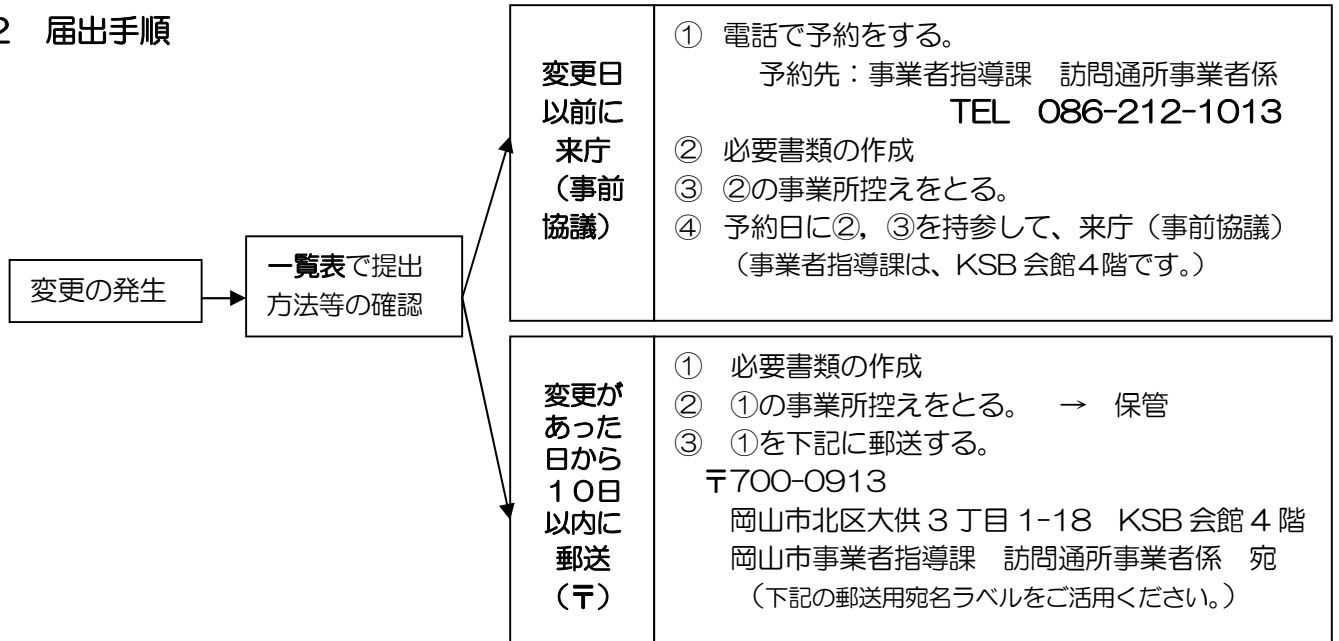 2　届出手順
変更の発生
一覧表で提出
方法等の確認
変更日
以前に
来庁
（事前
協議）
① 電話で予約をする。
予約先：事業者指導課　訪問通所事業者係
TEL　086-212-1013
② 必要書類の作成
③ ②の事業所控えをとる。
④ 予約日に②，③を持参して、来庁（事前協議）
（事業者指導課は、KSB会館４階です。）
変更が
あった
日から
１０日
以内に
郵送
（〒）
① 必要書類の作成
② ①の事業所控えをとる。　→　保管
③ ①を下記に郵送する。
〒700-0913
岡山市北区大供３丁目1-18　KSB会館４階
岡山市事業者指導課　訪問通所事業者係　宛
（下記の郵送用宛名ラベルをご活用ください。）